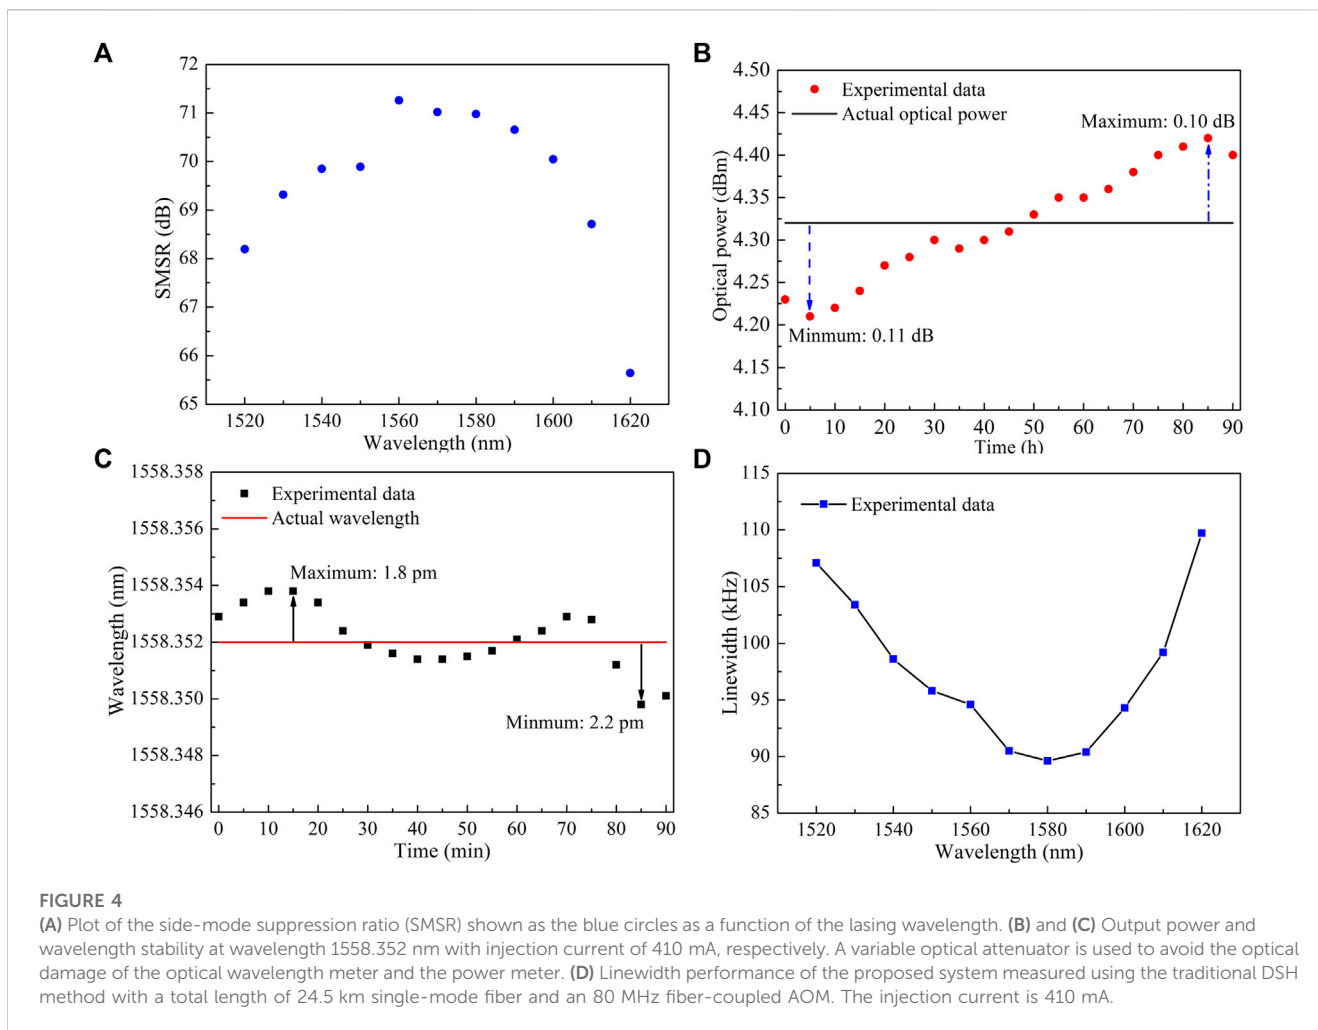 A
72
71
70
69
68
67
66
65
SMSR (dB)
1520 1540 1560 1580 1600 1620
Wavelength (nm)
B
4.50
4.45
4.40
4.35
4.30
4.25
4.20
4.15
4.10
Optical power (dBm)
Experimental data
Actual optical power
Maximum: 0.10 dB
Minmum: 0.11 dB
0 10 20 30 40 50 60 70 80 90
Time (h)
C
1558.358
1558.356
1558.354
1558.352
1558.350
1558.348
1558.346
Wavelength (nm)
Experimental data
Actual wavelength
Maximum: 1.8 pm
Minmum: 2.2 pm
0 10 20 30 40 50 60 70 80 90
Time (min)
D
115
110
105
100
95
90
85
Linewidth (kHz)
Experimental data
1520 1540 1560 1580 1600 1620
Wavelength (nm)
FIGURE 4
(A) Plot of the side-mode suppression ratio (SMSR) shown as the blue circles as a function of the lasing wavelength. (B) and (C) Output power and
wavelength stability at wavelength 1558.352 nm with injection current of 410 mA, respectively. A variable optical attenuator is used to avoid the optical
damage of the optical wavelength meter and the power meter. (D) Linewidth performance of the proposed system measured using the traditional DSH
method with a total length of 24.5 km single-mode fiber and an 80 MHz fiber-coupled AOM. The injection current is 410 mA.